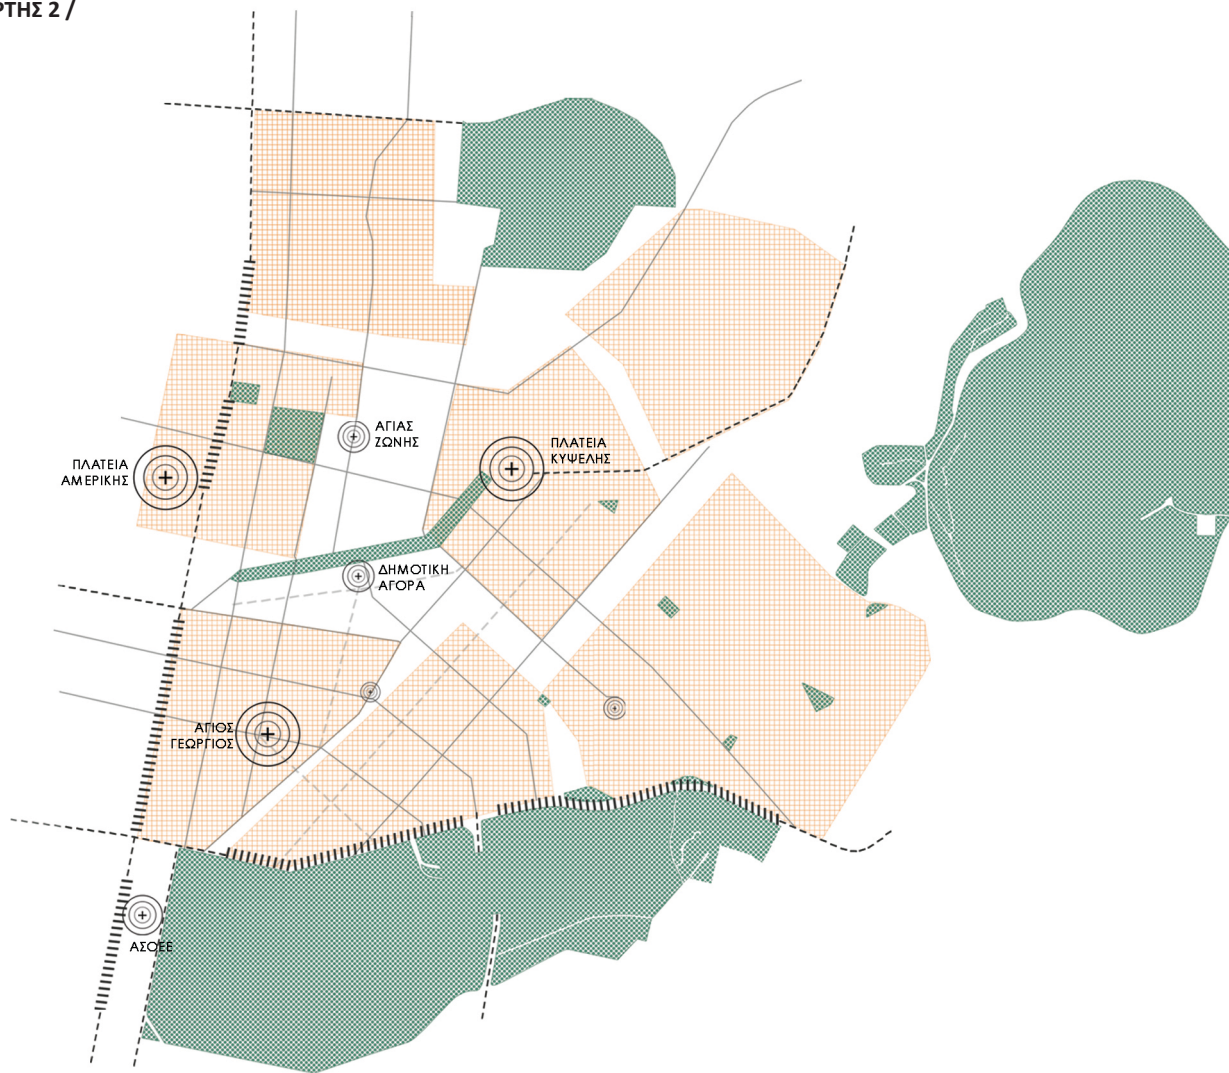 ΡΤΗΣ 2 /
ΑΓΙΑΣ
ΖΩΝΗΣ
ΠΛΑΤΕΙΑ
ΚΥΨΕΛΗΣ
ΠΛΑΤΕΙΑ
ΑΜΕΡΙΚΗΣ
ΔΗΜΟΤΙΚΗ
ΑΓΟΡΑ
ΑΓΙΟΣ
ΓΕΩΡΓΙΟΣ
ΑΣΟΕΕ